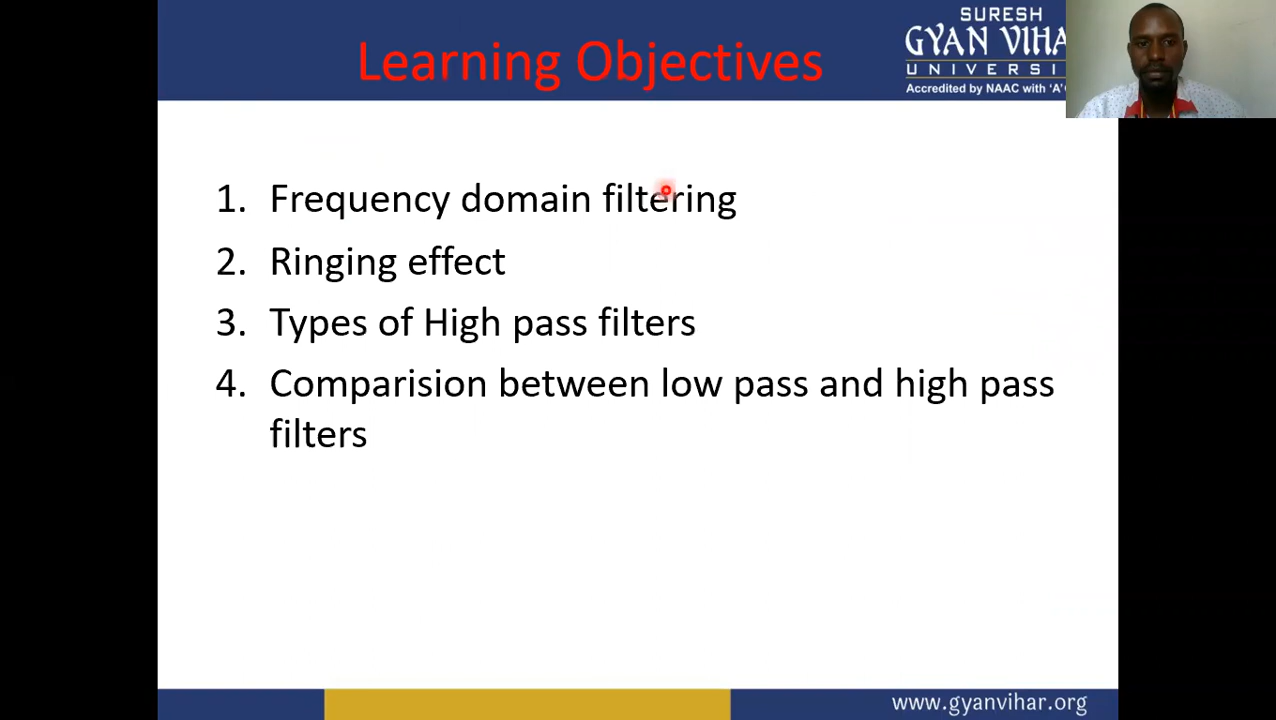 Learning Objectives
SURESH
GYAN VIHA
UNIVERSI
Accredited by NAAC with 'A'
1. Frequency domain filtering
2. Ringing effect
3. Types of High pass filters
4. Comparision between low pass and high pass
filters
www.gyanvihar.org